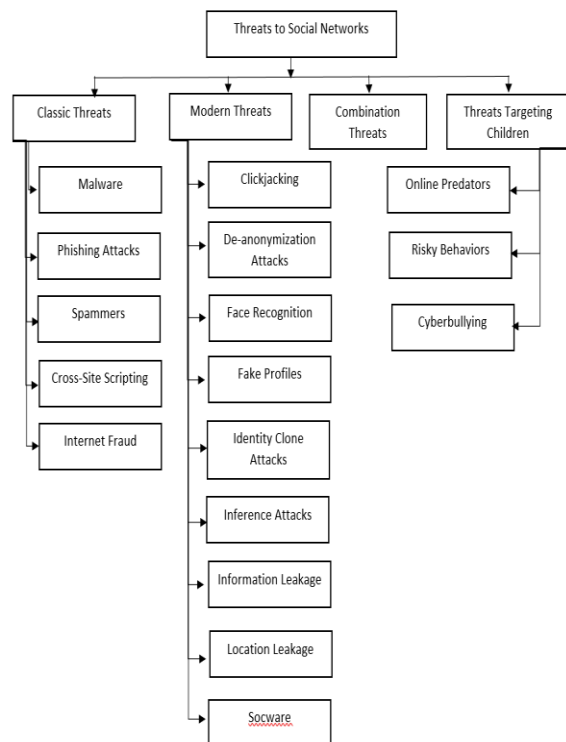 Threats to Social Networks
Classic Threats
Modern Threats
Combination
Threats
Threats Targeting
Children
Malware
Phishing Attacks
Spammers
Cross-Site Scripting
Internet Fraud
Clickjacking
De-anonymization
Attacks
Face Recognition
Fake Profiles
Identity Clone
Attacks
Inference Attacks
Information Leakage
Location Leakage
Socware
Online Predators
Risky Behaviors
Cyberbullying